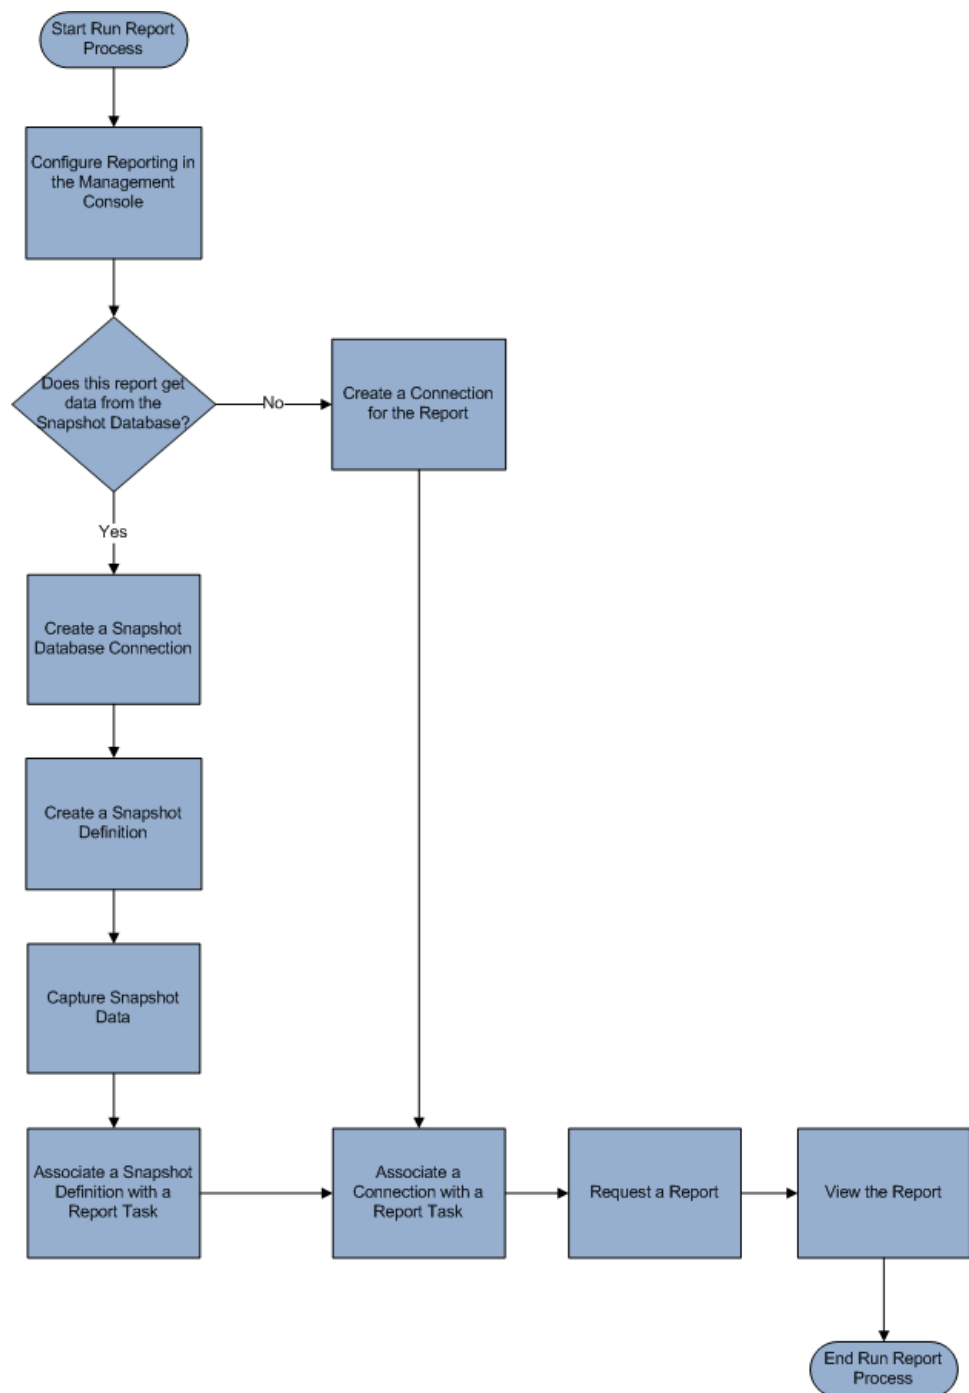 Start Run Report
Process
Configure Reporting in
the Management
Console
Does this report get
data from the
Snapshot Database?
No
Create a Connection
for the Report
Yes
Create a Snapshot
Database Connection
Create a Snapshot
Definition
Capture Snapshot
Data
Associate a Snapshot
Definition with a
Report Task
Associate a
Connection with a
Report Task
Request a Report
View the Report
End Run Report
Process